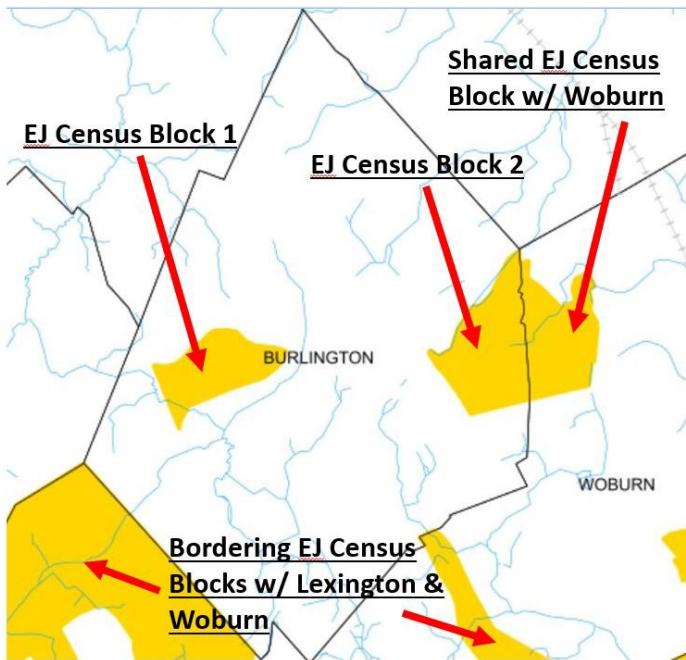 Shared EJ Census
Block w/ Woburn
EJ Census Block 1
EJ Census Block 2
BURLINGTON
WOBURN
Bordering EJ Census
Blocks w/ Lexington &
Woburn